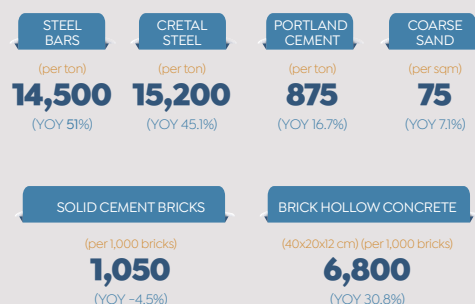 STEEL
BARS
(per ton)
14,500
(YOY 51%)
CRETAL
STEEL
(per ton)
15,200
(YOY 45.1%)
PORTLAND
CEMENT
(per ton)
875
(YOY 16.7%)
COARSE
SAND
(per sqm)
75
(YOY 7.1%)
SOLID CEMENT BRICKS
(per 1,000 bricks)
1,050
(YOY -4.5%)
BRICK HOLLOW CONCRETE
(40x20x12 cm) (per 1,000 bricks)
6,800
(YOY 30.8%)